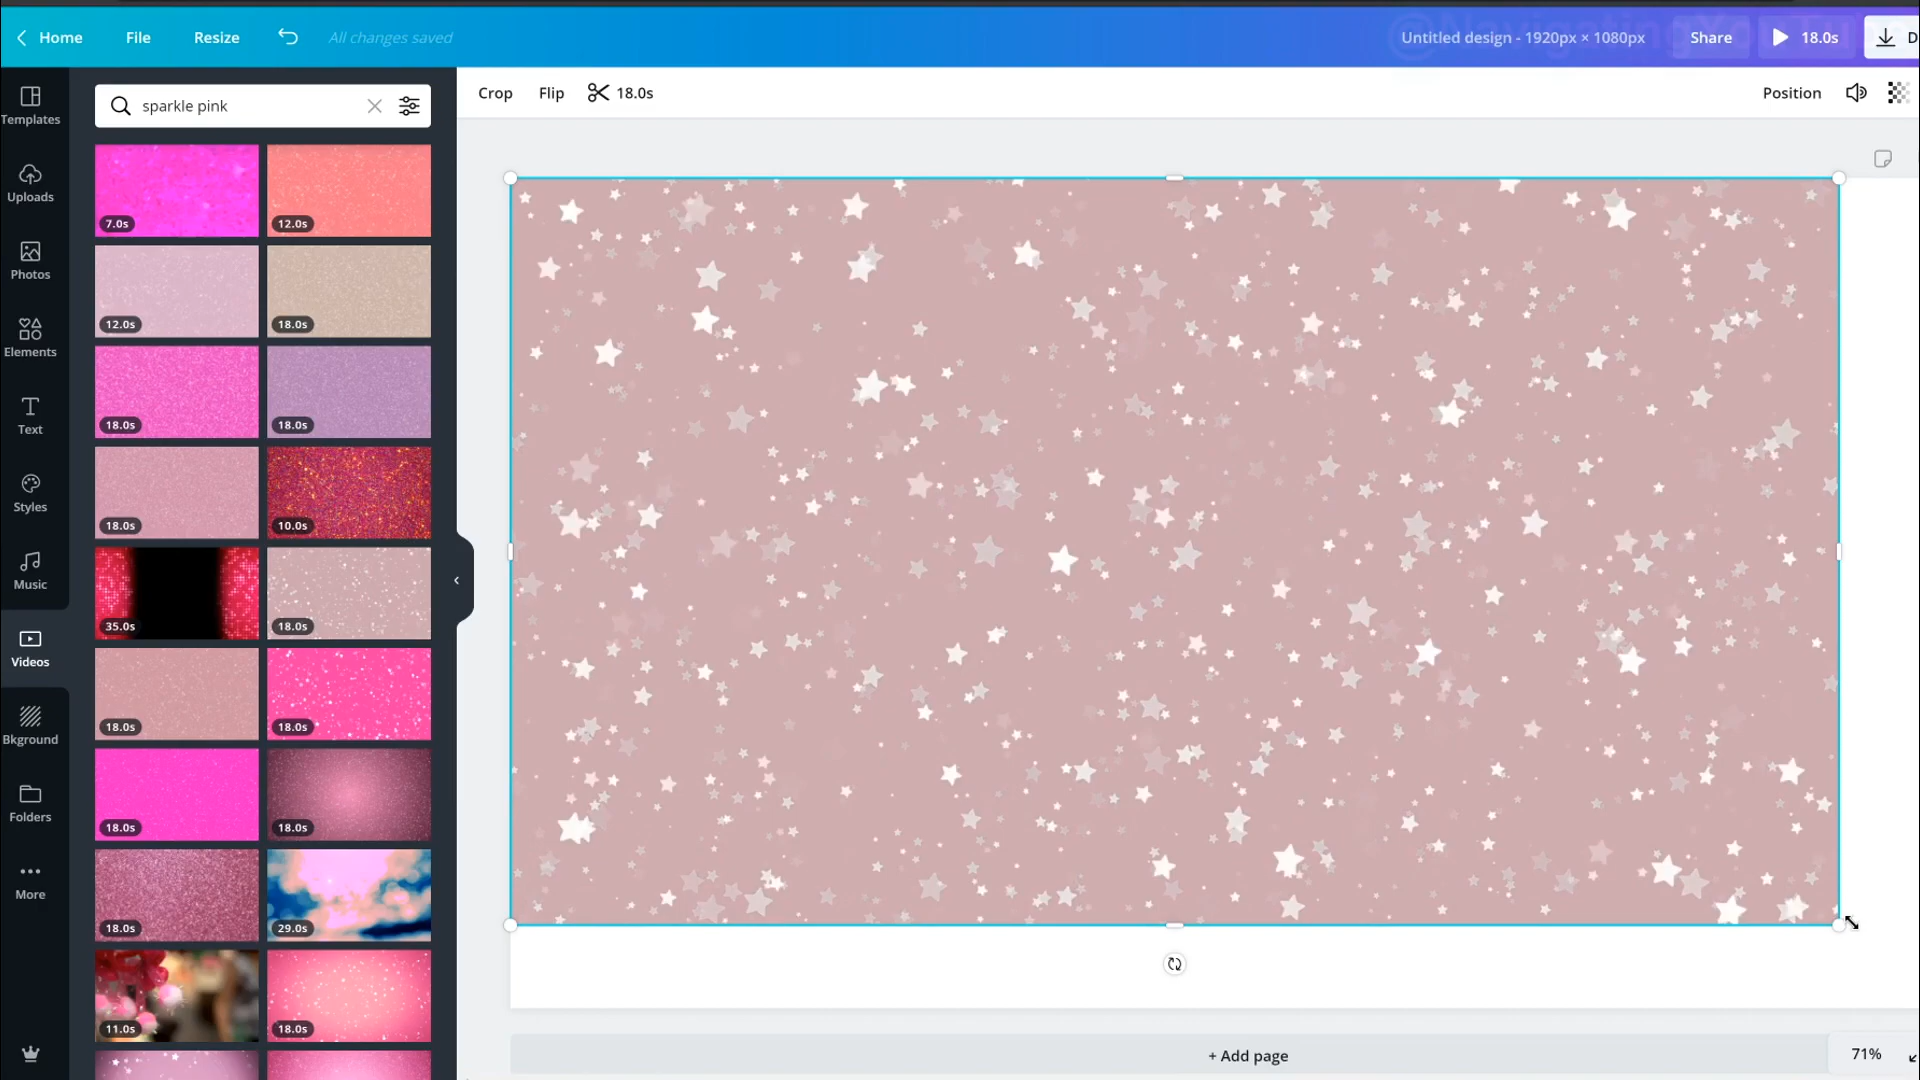 Home
File
Resize
All changes saved
Untitled design - 1920px × 1080px
Share
18.0s
D
Templates
Uploads
Photos
Elements
Text
Styles
Music
Videos
Bkground
Folders
More
sparkle pink
7.0s
12.0s
12.0s
18.0s
18.0s
18.0s
18.0s
10.0s
35.0s
18.0s
18.0s
18.0s
18.0s
18.0s
18.0s
29.0s
11.0s
18.0s
Crop
Flip
18.0s
Position
+ Add page
71%